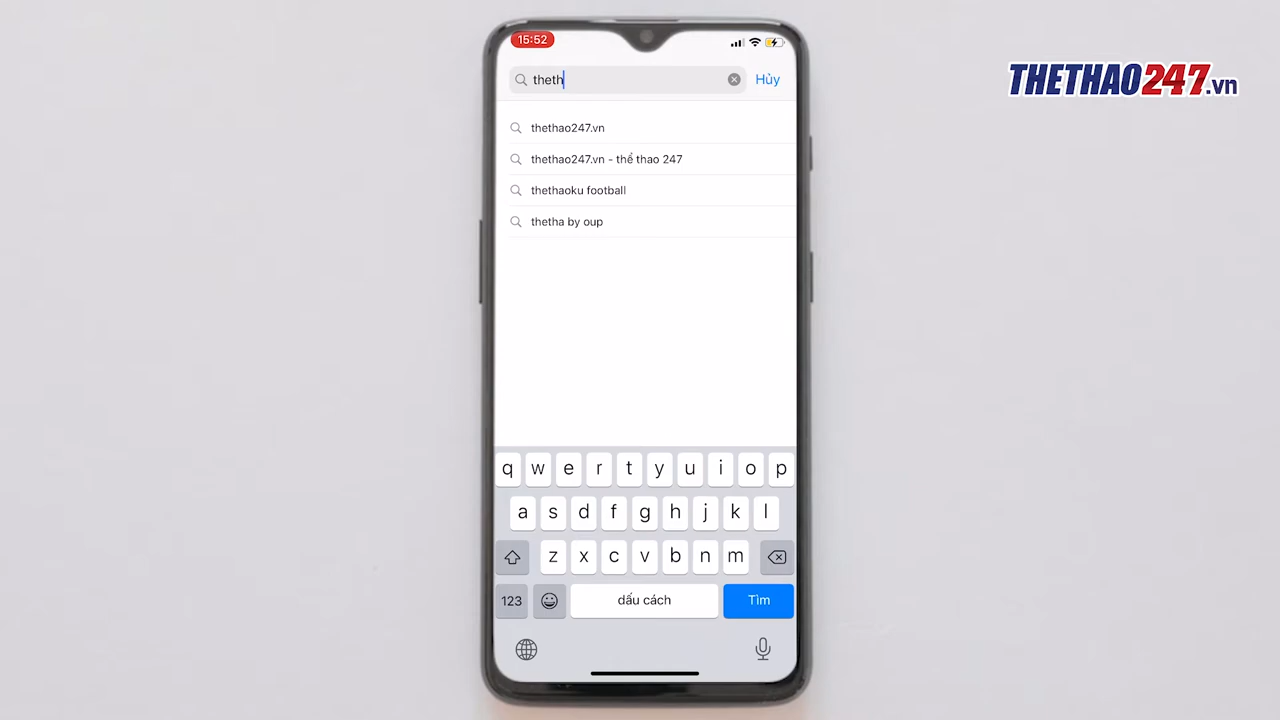 15:52
theth
Hủy
THETHAO247.vn
thethao247.vn
thethao247.vn - thể thao 247
thethaoku football
thetha by oup
q w e r t y u i o p
a s d f g h j k l
z x c v b n m
123 dấu cách Tìm